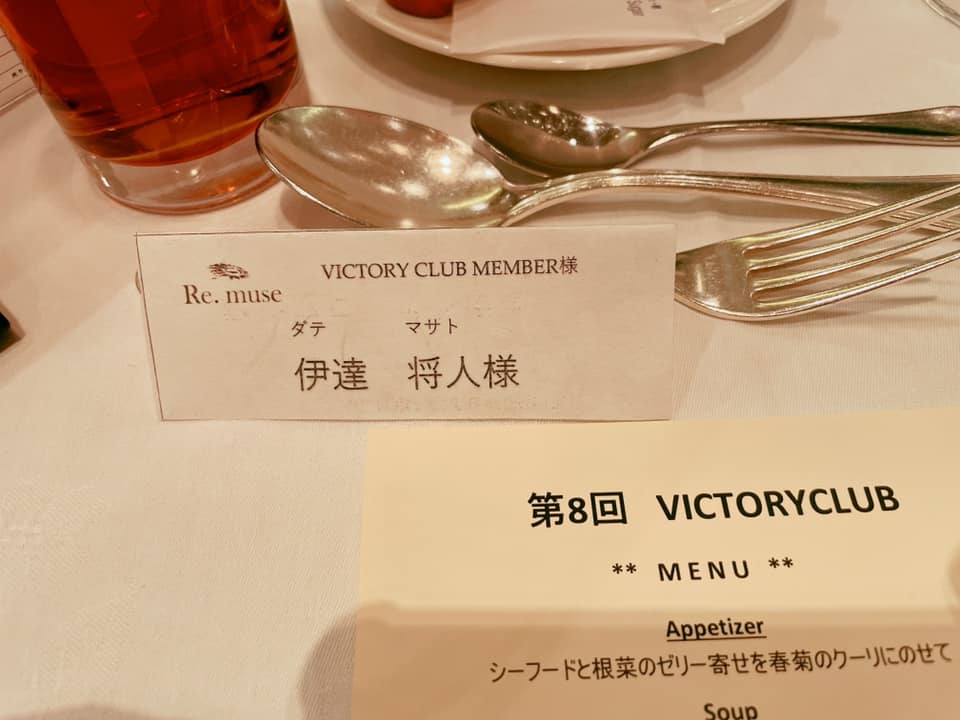 Re. muse
VICTORY CLUB MEMBER様
ダテ マサト
伊達 将人様
第8回 VICTORYCLUB
** MENU **
Appetizer
シーフードと根菜のゼリー寄せを春菊のクーリにのせて
Soup